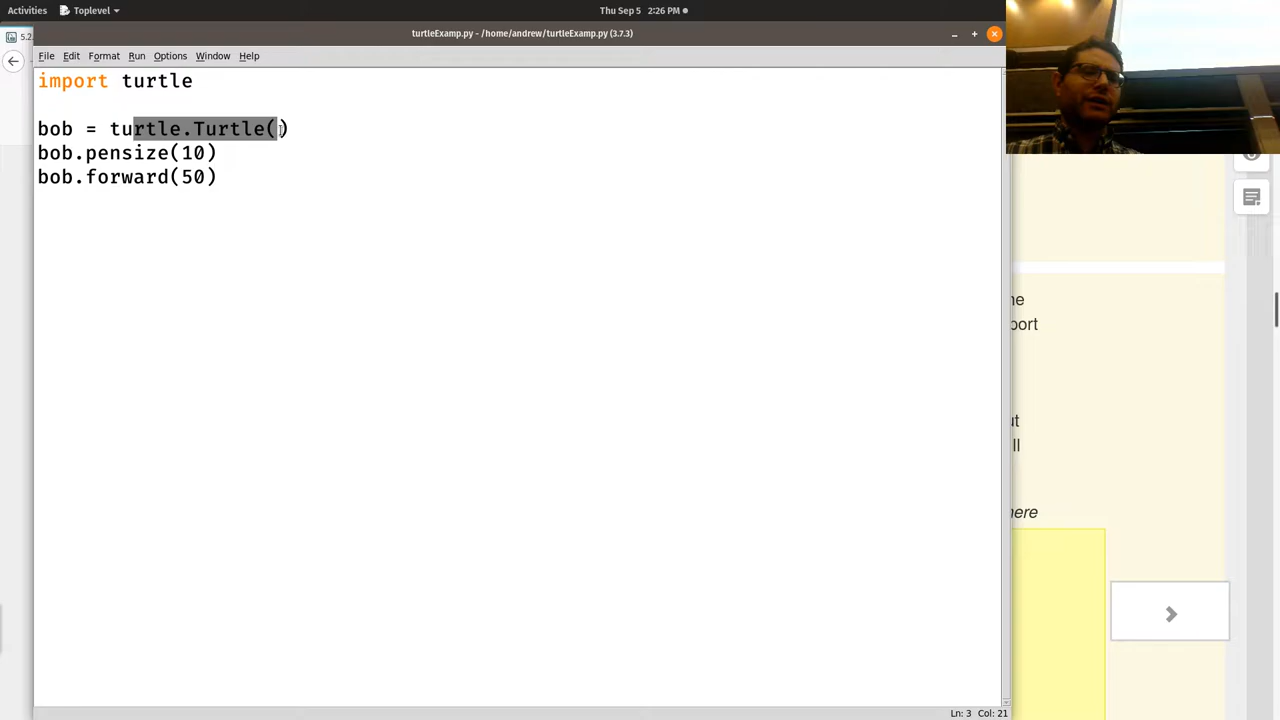 Activities
Toplevel
Thu Sep 5 2:26 PM
5.2
turtleExamp.py - /home/andrew/turtleExamp.py (3.7.3)
File Edit Format Run Options Window Help
import turtle
bob = turtle.Turtle()
bob.pensize(10)
bob.forward(50)
port
ut
ll
here
Ln: 3 Col: 21